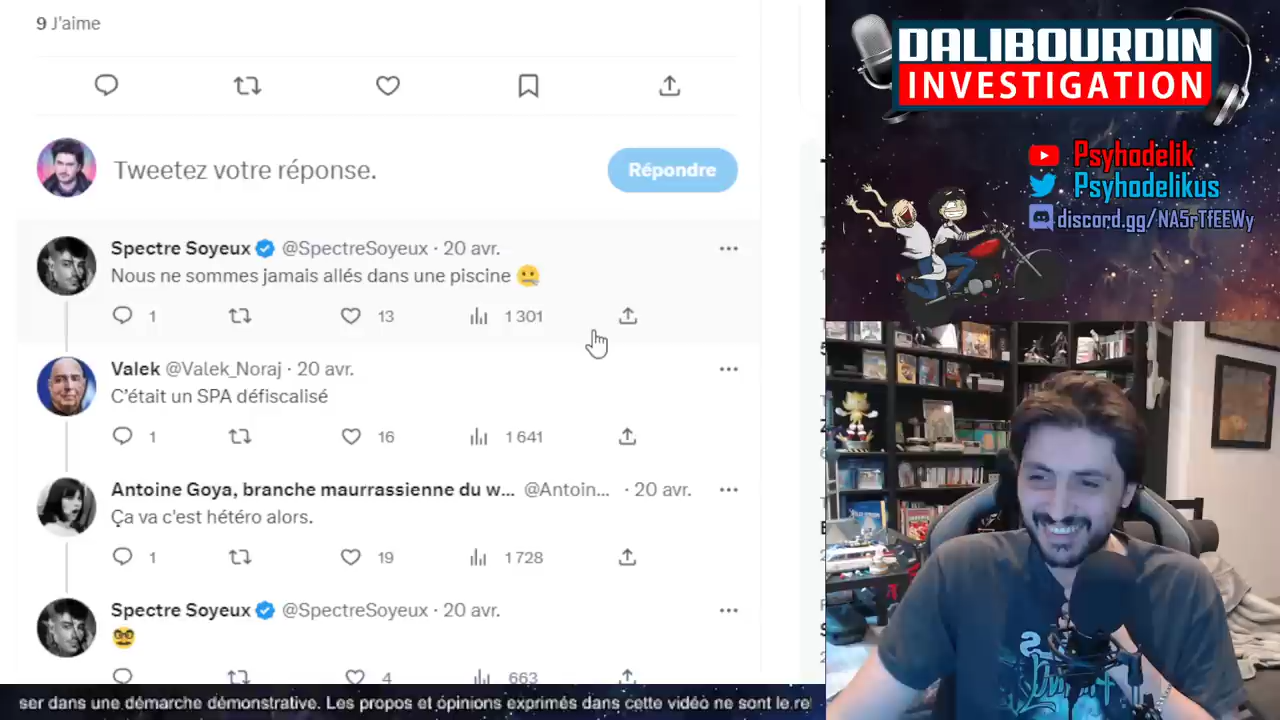 9 J'aime
Tweetez votre réponse.
Répondre
Spectre Soyeux @SpectreSoyeux · 20 avr.
Nous ne sommes jamais allés dans une piscine 🤐
1 13 1 301
Valek @Valek_Noraj · 20 avr.
C'était un SPA défiscalisé
1 16 1 641
Antoine Goya, branche maurrassienne du w... @Antoin... · 20 avr.
Ça va c'est hétéro alors.
1 19 1 728
Spectre Soyeux @SpectreSoyeux · 20 avr.
🥸
4 663
ser dans une démarche démonstrative. Les propos et opinions exprimés dans cette vidéo ne sont le re
DALIBOURDIN
INVESTIGATION
Psyhodelik
Psyhodelikus
discord.gg/NA5rTfEEWy